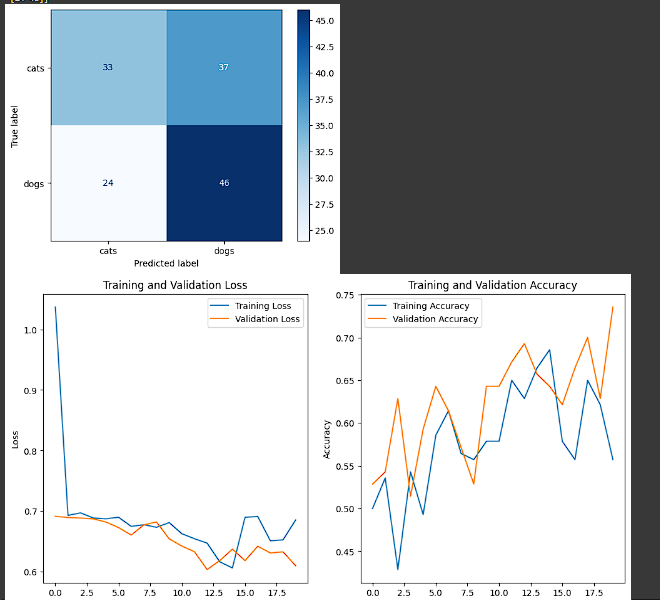 cats
33
37
dogs
24
46
cats
dogs
True label
Predicted label
45.0
42.5
40.0
37.5
35.0
32.5
30.0
27.5
25.0
Training and Validation Loss
Training Loss
Validation Loss
Loss
1.0
0.9
0.8
0.7
0.6
0.0 2.5 5.0 7.5 10.0 12.5 15.0 17.5
Training and Validation Accuracy
Training Accuracy
Validation Accuracy
Accuracy
0.75
0.70
0.65
0.60
0.55
0.50
0.45
0.0 2.5 5.0 7.5 10.0 12.5 15.0 17.5